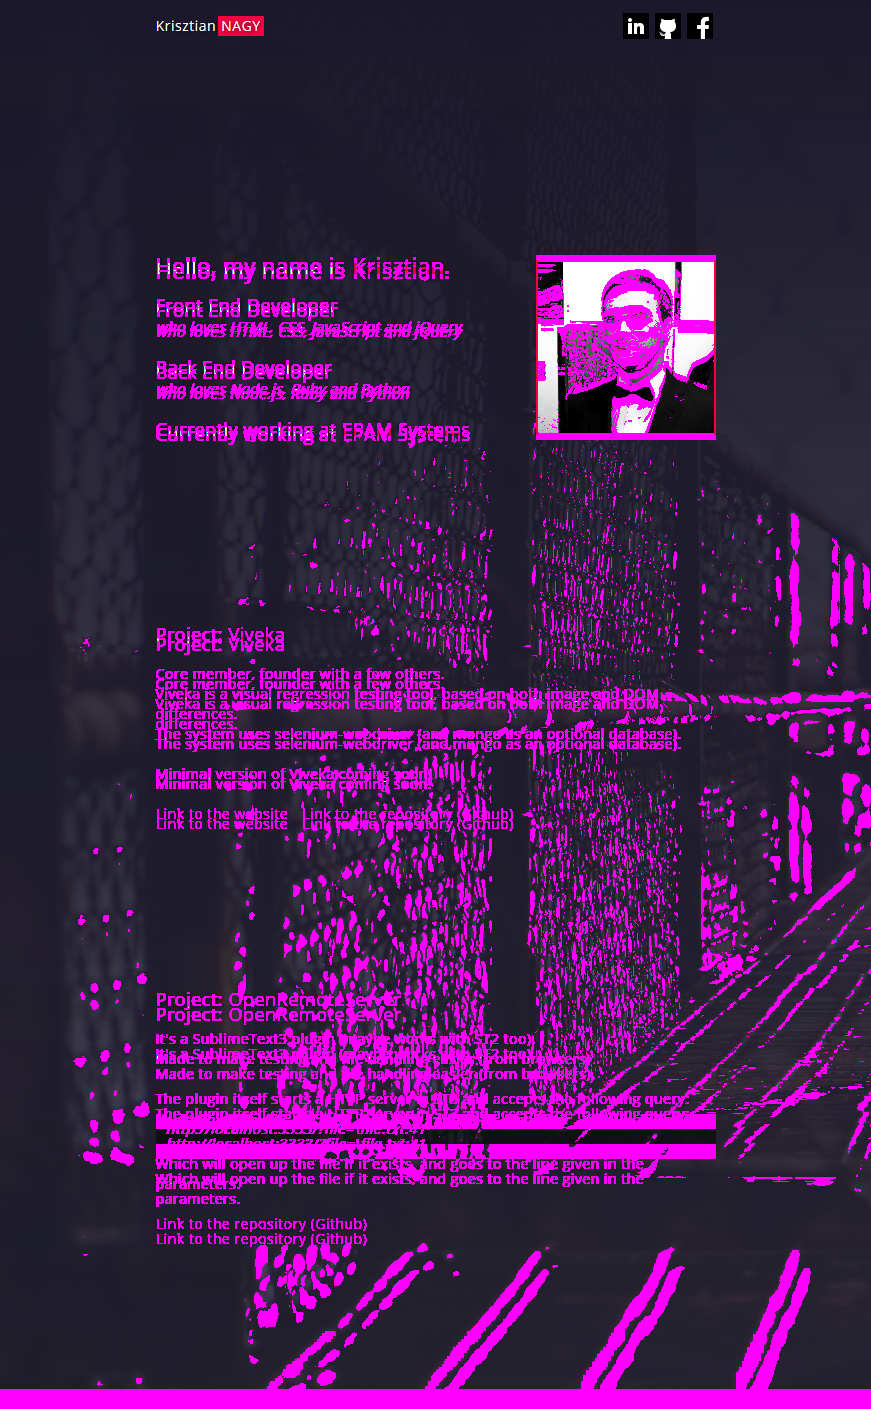 Krisztian NAGY
in
Hello, my name is Krisztian.
Front End Developer
who loves HTML, CSS, JavaScript and jQuery
Back End Developer
who loves Node.js, Ruby and Python
Currently working at EPAM Systems
Project: Viveka
Core member, founder with a few others.
Viveka is a visual regression testing tool, based on both image and DOM
differences.
The system uses selenium-webdriver (and mongo as an optional database).
Minimal version of Viveka coming soon!
Link to the website Link to the repository (Github)
Project: OpenRemoteServer
It's a SublimeText3 plugin works with ST2 too)
Made to make testing and handling easier from
The plugin itself starts a server and accepts the following query
Which will open up the file if it exists, and goes to the line given in the
parameters.
Link to the repository (Github)